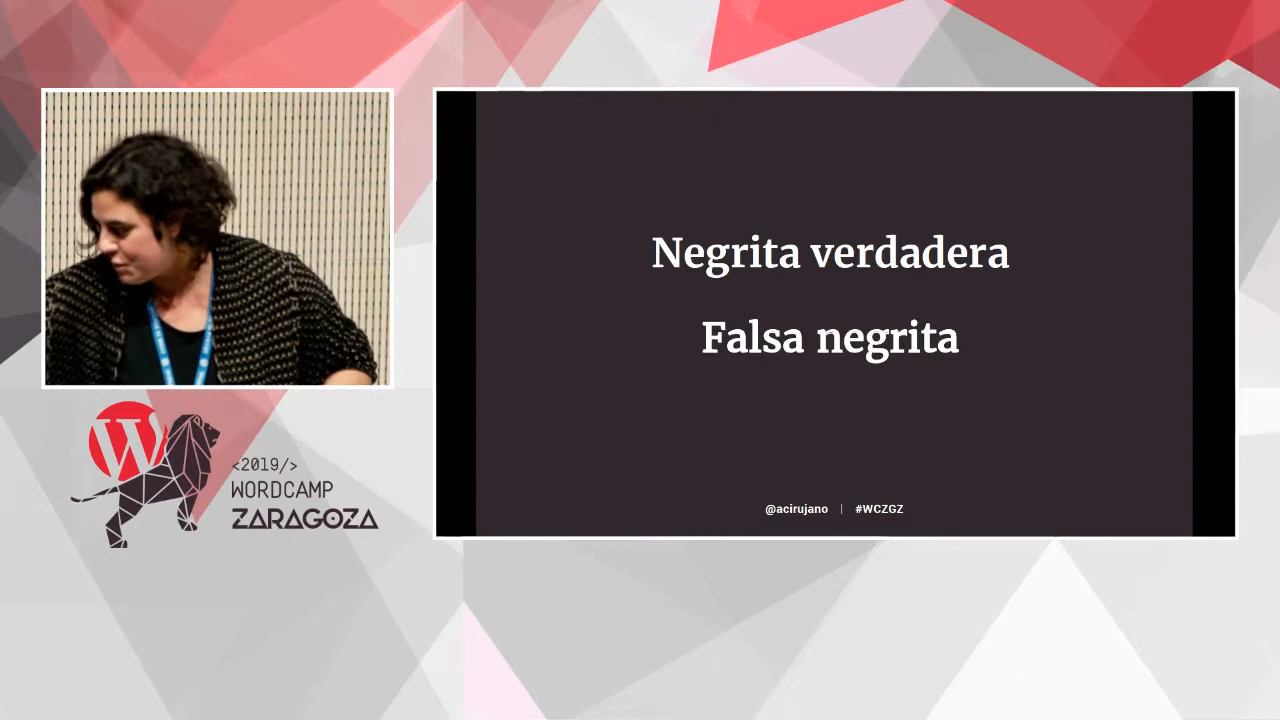 Negrita verdadera
Falsa negrita
@acirujano | #WCZGZ
<2019/>
WORDCAMP
ZARAGOZA